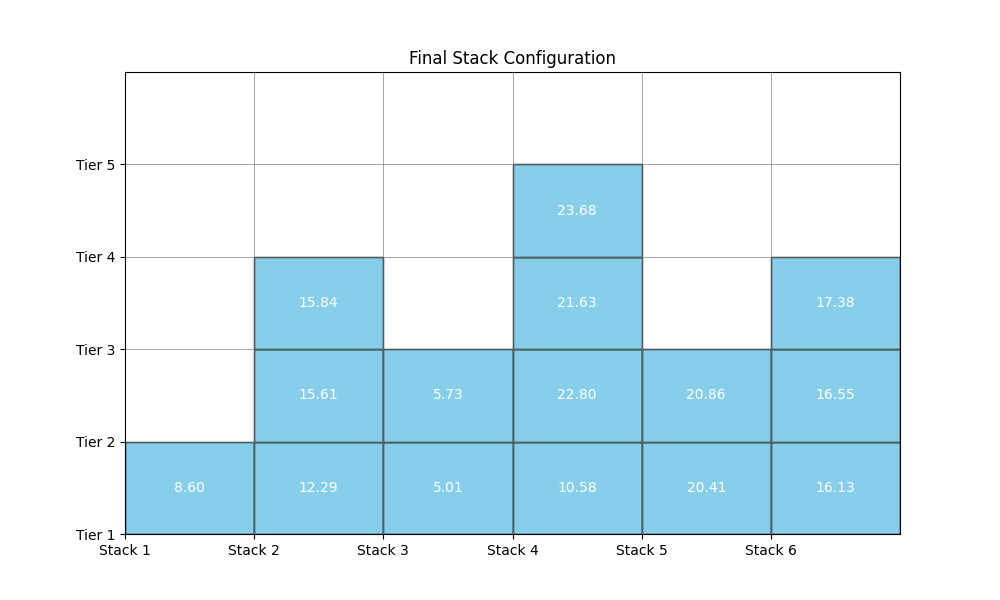 Final Stack Configuration
Tier 5
23.68
Tier 4
15.84 21.63 17.38
Tier 3
15.61 5.73 22.80 20.86 16.55
Tier 2
8.60 12.29 5.01 10.58 20.41 16.13
Tier 1
Stack 1 Stack 2 Stack 3 Stack 4 Stack 5 Stack 6